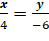 x/4 = y/-6